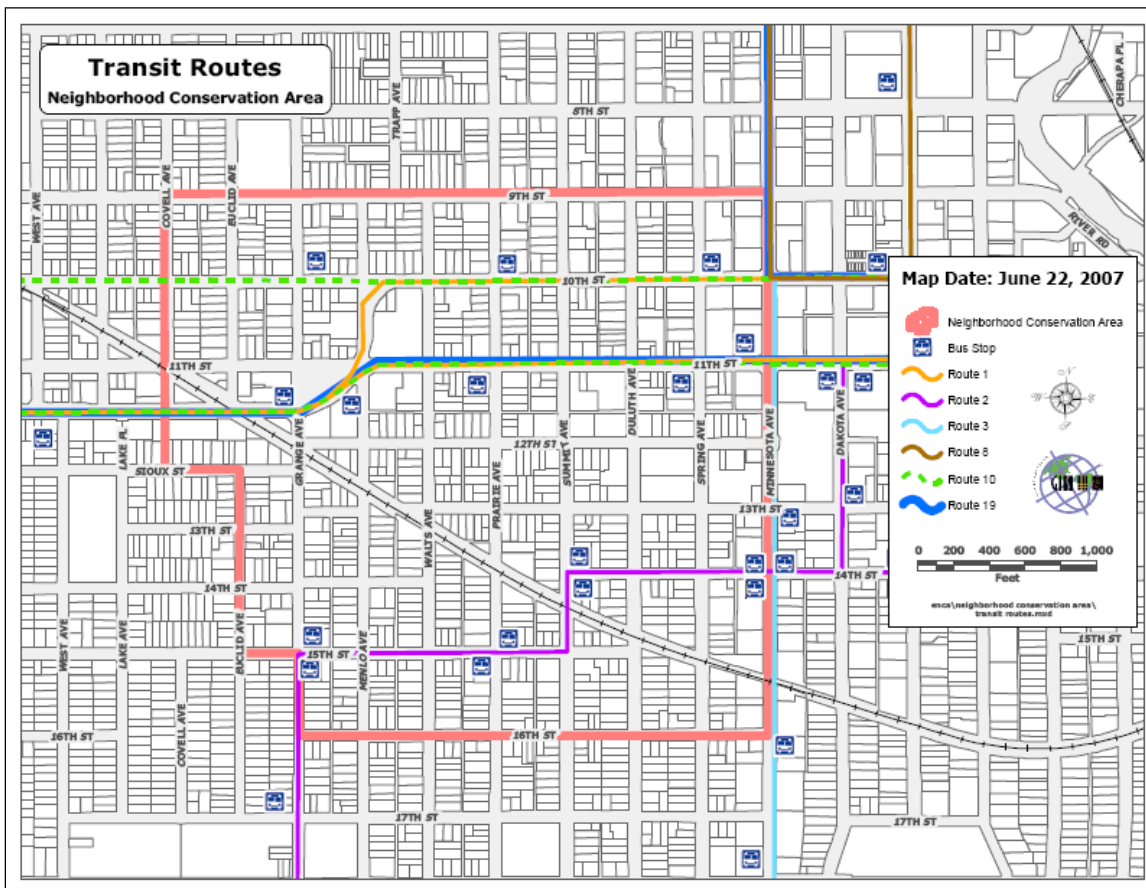 Transit Routes
Neighborhood Conservation Area
CHERAPA PL
TRAPP AVE
8TH ST
COVELL AVE
EUCLID AVE
WEST AVE
9TH ST
RIVER RD
10TH ST
11TH ST
11TH ST
Map Date: June 22, 2007
Neighborhood Conservation Area
Bus Stop
Route 1
Route 2
Route 3
Route 8
Route 10
Route 19
0 200 400 600 800 1,000
Feet
enca\neighborhood conservation area\
transit routes.mxd
DULUTH AVE
DAKOTA AVE
LAKE PL
GRANGE AVE
12TH ST
SUMMIT AVE
SPRING AVE
MINNESOTA AVE
SIOUX ST
PRAIRIE AVE
13TH ST
13TH ST
WALTS AVE
14TH ST
14TH ST
WEST AVE
LAKE AVE
EUCLID AVE
15TH ST
MENLO AVE
15TH ST
COVELL AVE
16TH ST
16TH ST
17TH ST
17TH ST